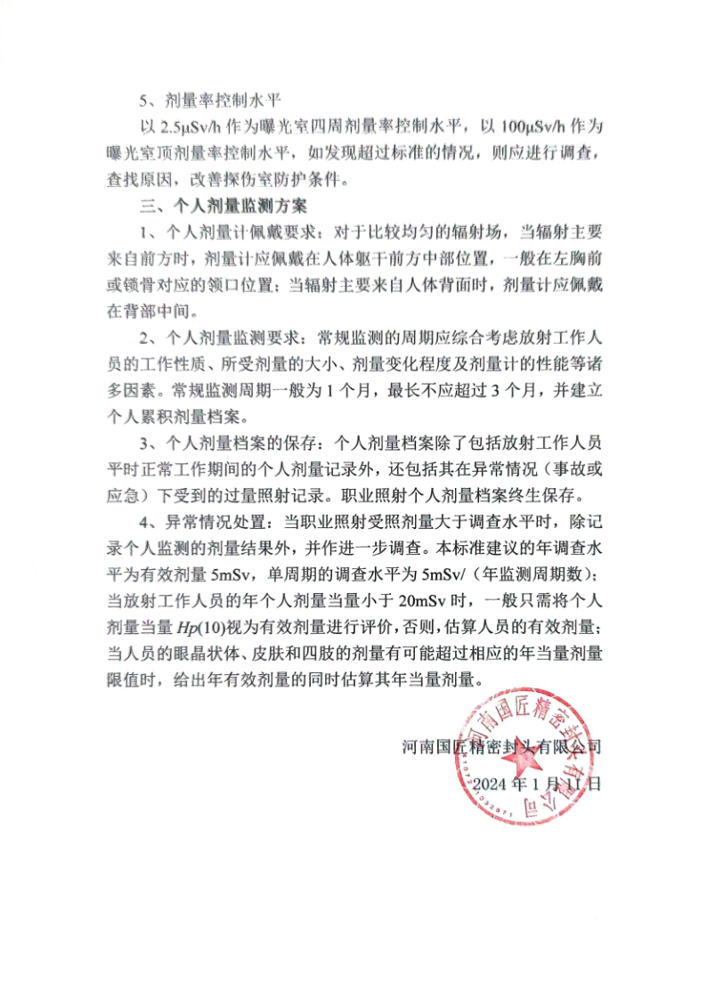 5、剂量率控制水平
以 2.5μSv/h 作为曝光室四周剂量率控制水平，以 100μSv/h 作为
曝光室顶剂量率控制水平，如发现超过标准的情况，则应进行调查，
查找原因，改善探伤室防护条件。
三、个人剂量监测方案
1、个人剂量计佩戴要求：对于比较均匀的辐射场，当辐射主要
来自前方时，剂量计应佩戴在人体躯干前方中部位置，一般在左胸前
或锁骨对应的领口位置；当辐射主要来自人体背面时，剂量计应佩戴
在背部中间。
2、个人剂量监测要求：常规监测的周期应综合考虑放射工作人
员的工作性质、所受剂量的大小、剂量变化程度及剂量计的性能等诸
多因素。常规监测周期一般为 1 个月，最长不应超过 3 个月，并建立
个人累积剂量档案。
3、个人剂量档案的保存：个人剂量档案除了包括放射工作人员
平时正常工作期间的个人剂量记录外，还包括其在异常情况（事故或
应急）下受到的过量照射记录。职业照射个人剂量档案终生保存。
4、异常情况处置：当职业照射受照剂量大于调查水平时，除记
录个人监测的剂量结果外，并作进一步调查。本标准建议的年调查水
平为有效剂量 5mSv，单周期的调查水平为 5mSv/（年监测周期数）；
当放射工作人员的年个人剂量当量小于 20mSv 时，一般只需将个人
剂量当量 Hp(10)视为有效剂量进行评价，否则，估算人员的有效剂量；
当人员的眼晶状体、皮肤和四肢的剂量有可能超过相应的年当量剂量
限值时，给出年有效剂量的同时估算其年当量剂量。
河南国匠精密封头有限公司
2024 年 1 月 11 日
河南国匠精密封头有限公司